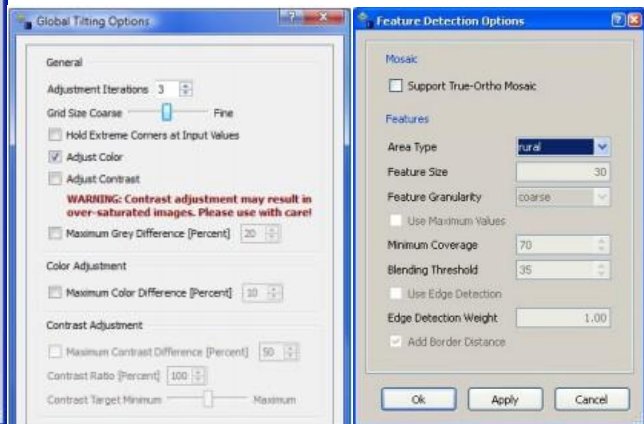 Global Tilting Options
General
Adjustment Iterations 3
Grid Size Coarse Fine
Hold Extreme Corners at Input Values
Adjust Color
Adjust Contrast
WARNING: Contrast adjustment may result in
over-saturated images. Please use with care!
Maximum Grey Difference [Percent] 20
Color Adjustment
Maximum Color Difference [Percent] 10
Contrast Adjustment
Maximum Contrast Difference [Percent] 50
Contrast Ratio [Percent] 100
Contrast Target Minimum Maximum
Feature Detection Options
Mosaic
Support True-Ortho Mosaic
Features
Area Type rural
Feature Size 30
Feature Granularity coarse
Use Maximum Values
Minimum Coverage 70
Blending Threshold 35
Use Edge Detection
Edge Detection Weight 1.00
Add Border Distance
Ok Apply Cancel